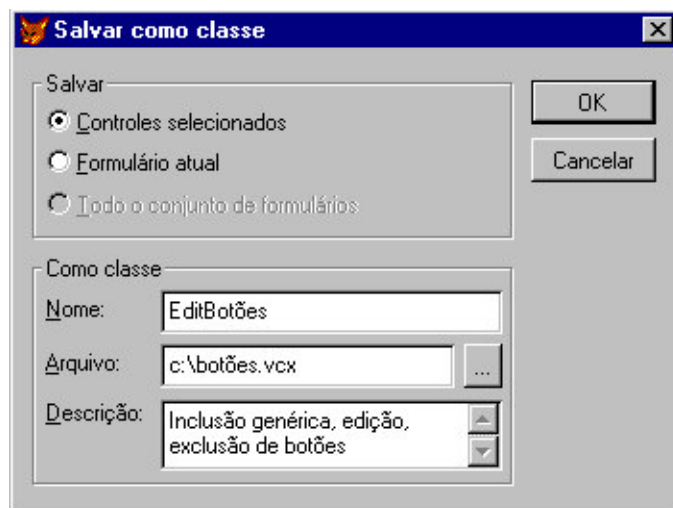 Salvar como classe
Salvar
Controles selecionados
Formulário atual
Todo o conjunto de formulários
OK
Cancelar
Como classe
Nome: EditBotões
Arquivo: c:\botões.vcx ...
Descrição: Inclusão genérica, edição,
exclusão de botões